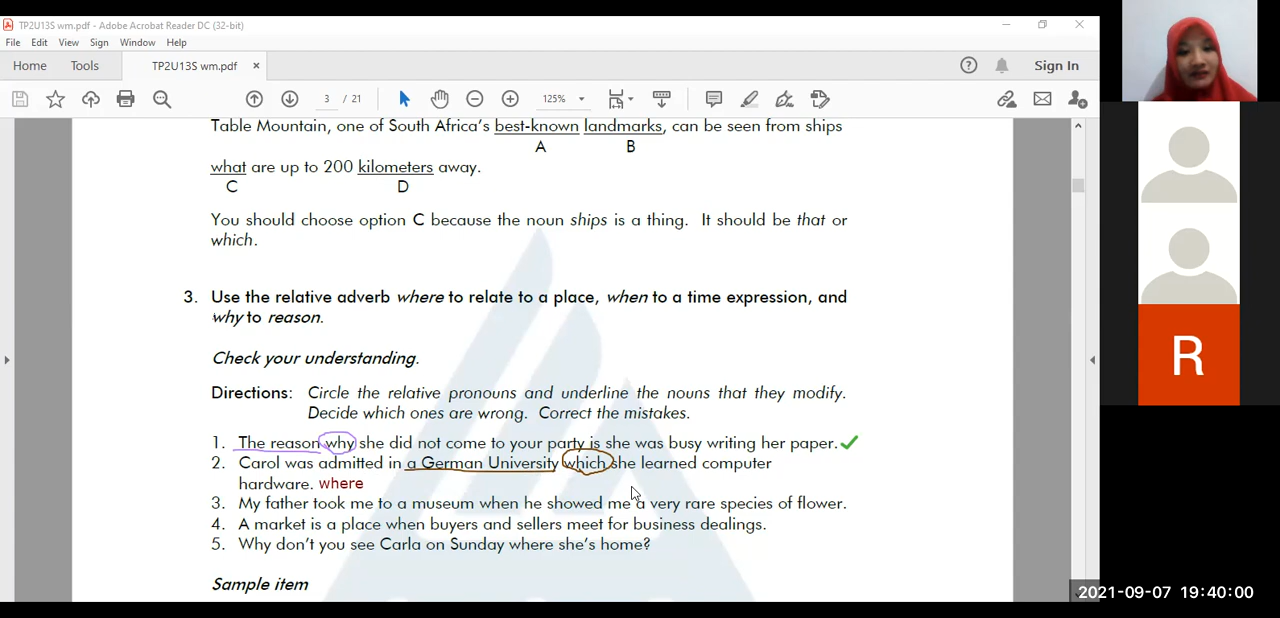 TP2U13S wm.pdf - Adobe Acrobat Reader DC (32-bit)
File Edit View Sign Window Help
Home Tools TP2U13S wm.pdf × Sign In
3 / 21 125%
Table Mountain, one of South Africa's best-known landmarks, can be seen from ships
A B
what are up to 200 kilometers away.
C D
You should choose option C because the noun ships is a thing. It should be that or
which.
3. Use the relative adverb where to relate to a place, when to a time expression, and
why to reason.
Check your understanding.
Directions: Circle the relative pronouns and underline the nouns that they modify.
Decide which ones are wrong. Correct the mistakes.
1. The reason why she did not come to your party is she was busy writing her paper.
2. Carol was admitted in a German University which she learned computer
hardware. where
3. My father took me to a museum when he showed me a very rare species of flower.
4. A market is a place when buyers and sellers meet for business dealings.
5. Why don't you see Carla on Sunday where she's home?
Sample item
R
2021-09-07 19:40:00